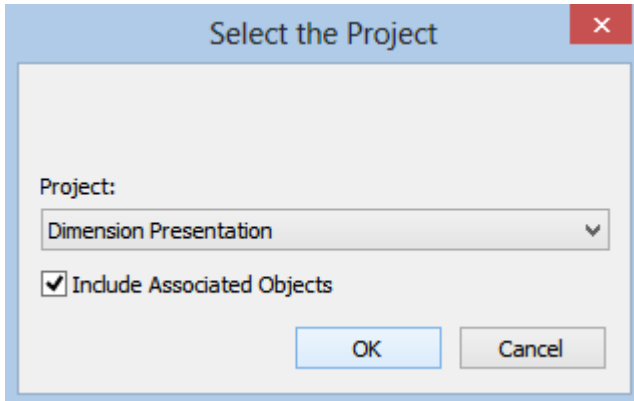 Select the Project
Project:
Dimension Presentation
Include Associated Objects
OK Cancel